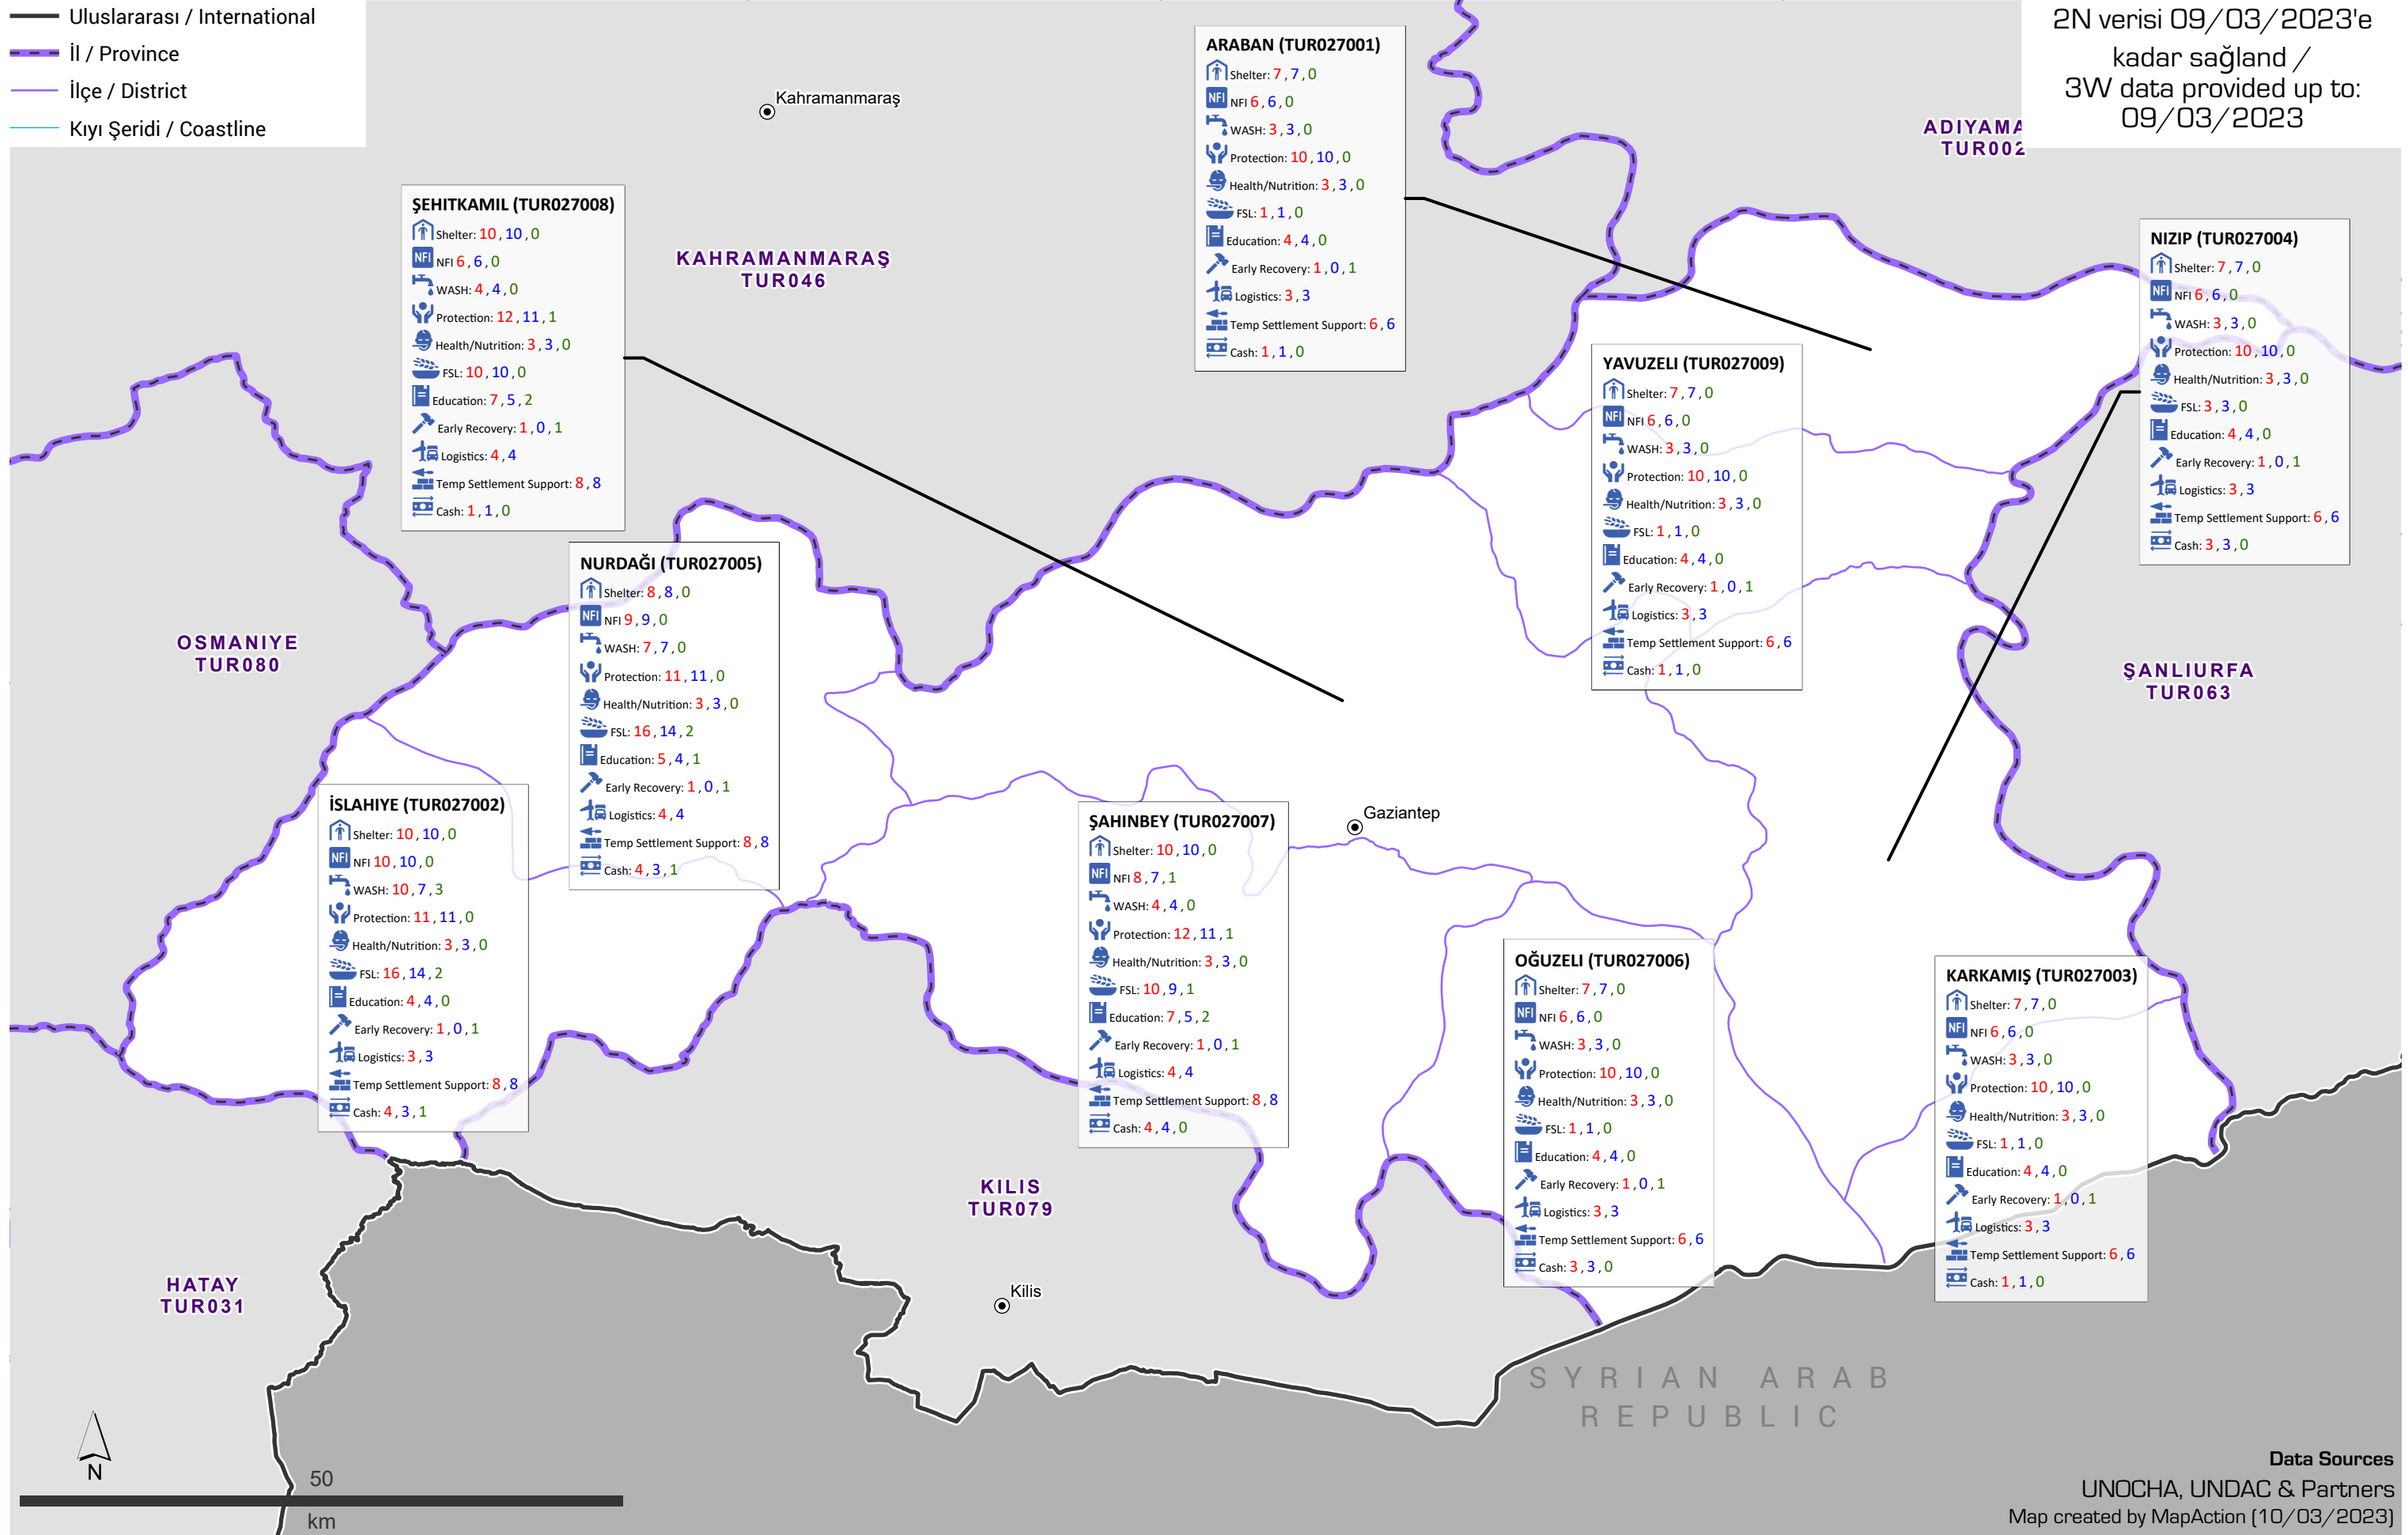 Uluslararası / International
İl / Province
İlçe / District
Kıyı Şeridi / Coastline
2N verisi 09/03/2023'e
kadar sağland /
3W data provided up to:
09/03/2023
Kahramanmaraş
KAHRAMANMARAŞ
TUR046
ADIYAMA
TUR002
ARABAN (TUR027001)
Shelter: 7, 7, 0
NFI NFI 6, 6, 0
WASH: 3, 3, 0
Protection: 10, 10, 0
Health/Nutrition: 3, 3, 0
FSL: 1, 1, 0
Education: 4, 4, 0
Early Recovery: 1, 0, 1
Logistics: 3, 3
Temp Settlement Support: 6, 6
Cash: 1, 1, 0
ŞEHITKAMIL (TUR027008)
Shelter: 10, 10, 0
NFI NFI 6, 6, 0
WASH: 4, 4, 0
Protection: 12, 11, 1
Health/Nutrition: 3, 3, 0
FSL: 10, 10, 0
Education: 7, 5, 2
Early Recovery: 1, 0, 1
Logistics: 4, 4
Temp Settlement Support: 8, 8
Cash: 1, 1, 0
NIZIP (TUR027004)
Shelter: 7, 7, 0
NFI NFI 6, 6, 0
WASH: 3, 3, 0
Protection: 10, 10, 0
Health/Nutrition: 3, 3, 0
FSL: 3, 3, 0
Education: 4, 4, 0
Early Recovery: 1, 0, 1
Logistics: 3, 3
Temp Settlement Support: 6, 6
Cash: 3, 3, 0
YAVUZELI (TUR027009)
Shelter: 7, 7, 0
NFI NFI 6, 6, 0
WASH: 3, 3, 0
Protection: 10, 10, 0
Health/Nutrition: 3, 3, 0
FSL: 1, 1, 0
Education: 4, 4, 0
Early Recovery: 1, 0, 1
Logistics: 3, 3
Temp Settlement Support: 6, 6
Cash: 1, 1, 0
NURDAĞI (TUR027005)
Shelter: 8, 8, 0
NFI NFI 9, 9, 0
WASH: 7, 7, 0
Protection: 11, 11, 0
Health/Nutrition: 3, 3, 0
FSL: 16, 14, 2
Education: 5, 4, 1
Early Recovery: 1, 0, 1
Logistics: 4, 4
Temp Settlement Support: 8, 8
Cash: 4, 3, 1
OSMANIYE
TUR080
ŞANLIURFA
TUR063
İSLAHIYE (TUR027002)
Shelter: 10, 10, 0
NFI NFI 10, 10, 0
WASH: 10, 7, 3
Protection: 11, 11, 0
Health/Nutrition: 3, 3, 0
FSL: 16, 14, 2
Education: 4, 4, 0
Early Recovery: 1, 0, 1
Logistics: 3, 3
Temp Settlement Support: 8, 8
Cash: 4, 3, 1
Gaziantep
ŞAHINBEY (TUR027007)
Shelter: 10, 10, 0
NFI NFI 8, 7, 1
WASH: 4, 4, 0
Protection: 12, 11, 1
Health/Nutrition: 3, 3, 0
FSL: 10, 9, 1
Education: 7, 5, 2
Early Recovery: 1, 0, 1
Logistics: 4, 4
Temp Settlement Support: 8, 8
Cash: 4, 4, 0
OĞUZELI (TUR027006)
Shelter: 7, 7, 0
NFI NFI 6, 6, 0
WASH: 3, 3, 0
Protection: 10, 10, 0
Health/Nutrition: 3, 3, 0
FSL: 1, 1, 0
Education: 4, 4, 0
Early Recovery: 1, 0, 1
Logistics: 3, 3
Temp Settlement Support: 6, 6
Cash: 3, 3, 0
KARKAMIŞ (TUR027003)
Shelter: 7, 7, 0
NFI NFI 6, 6, 0
WASH: 3, 3, 0
Protection: 10, 10, 0
Health/Nutrition: 3, 3, 0
FSL: 1, 1, 0
Education: 4, 4, 0
Early Recovery: 1, 0, 1
Logistics: 3, 3
Temp Settlement Support: 6, 6
Cash: 1, 1, 0
KILIS
TUR079
HATAY
TUR031
Kilis
SYRIAN ARAB
REPUBLIC
N
50
km
Data Sources
UNOCHA, UNDAC & Partners
Map created by MapAction (10/03/2023)